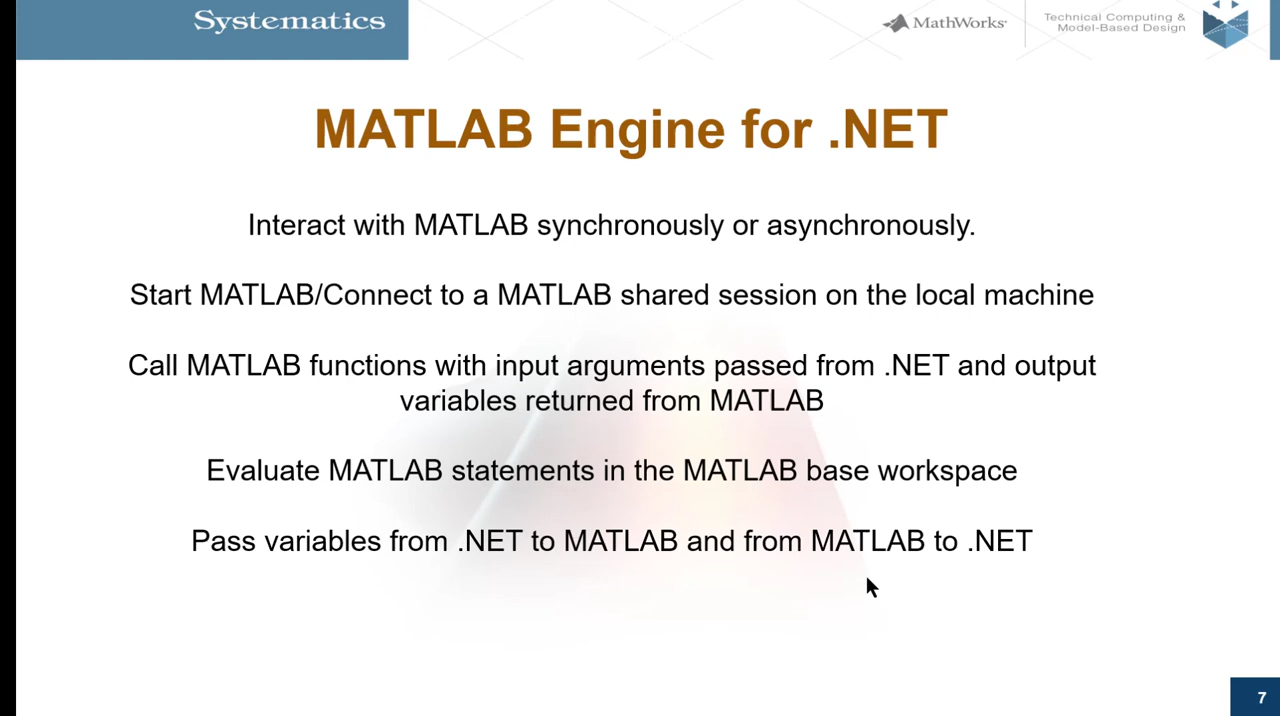 Systematics
MathWorks®
Technical Computing &
Model-Based Design
MATLAB Engine for .NET
Interact with MATLAB synchronously or asynchronously.
Start MATLAB/Connect to a MATLAB shared session on the local machine
Call MATLAB functions with input arguments passed from .NET and output
variables returned from MATLAB
Evaluate MATLAB statements in the MATLAB base workspace
Pass variables from .NET to MATLAB and from MATLAB to .NET
7